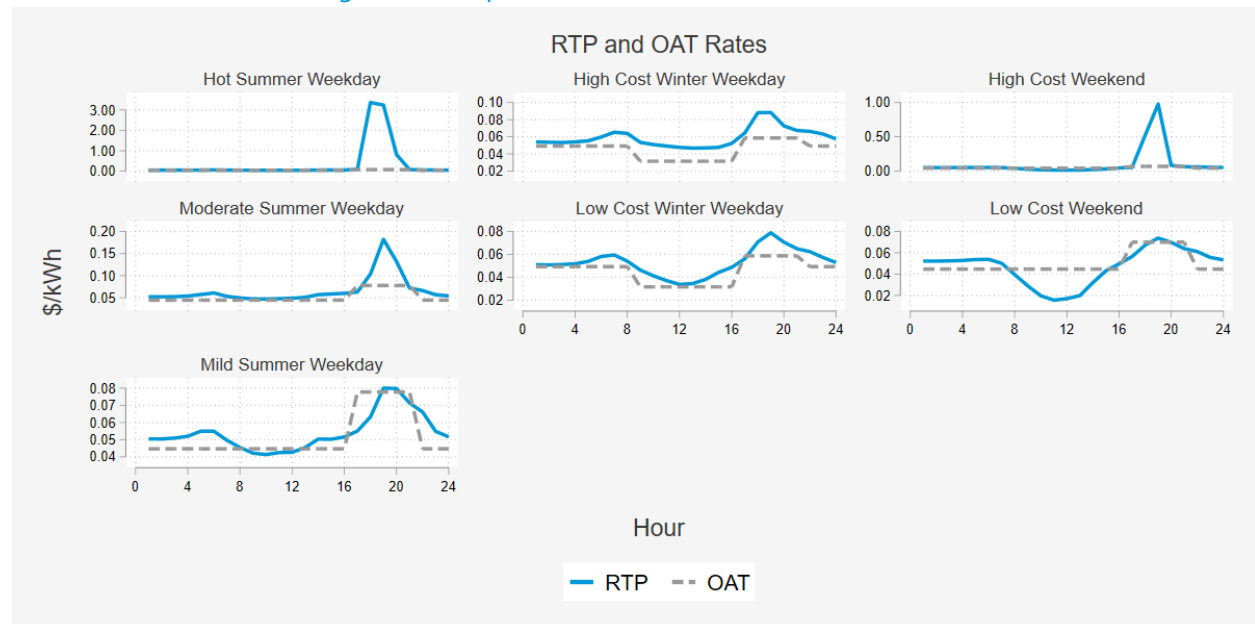 RTP and OAT Rates
Hot Summer Weekday
High Cost Winter Weekday
High Cost Weekend
3.00
2.00
1.00
0.00
0.10
0.08
0.06
0.04
0.02
1.00
0.50
0.00
Moderate Summer Weekday
Low Cost Winter Weekday
Low Cost Weekend
0.20
0.15
0.10
0.05
0.08
0.06
0.04
0.02
0 4 8 12 16 20 24
0.08
0.06
0.04
0.02
0 4 8 12 16 20 24
$/kWh
Mild Summer Weekday
0.08
0.07
0.06
0.05
0.04
0 4 8 12 16 20 24
Hour
RTP OAT